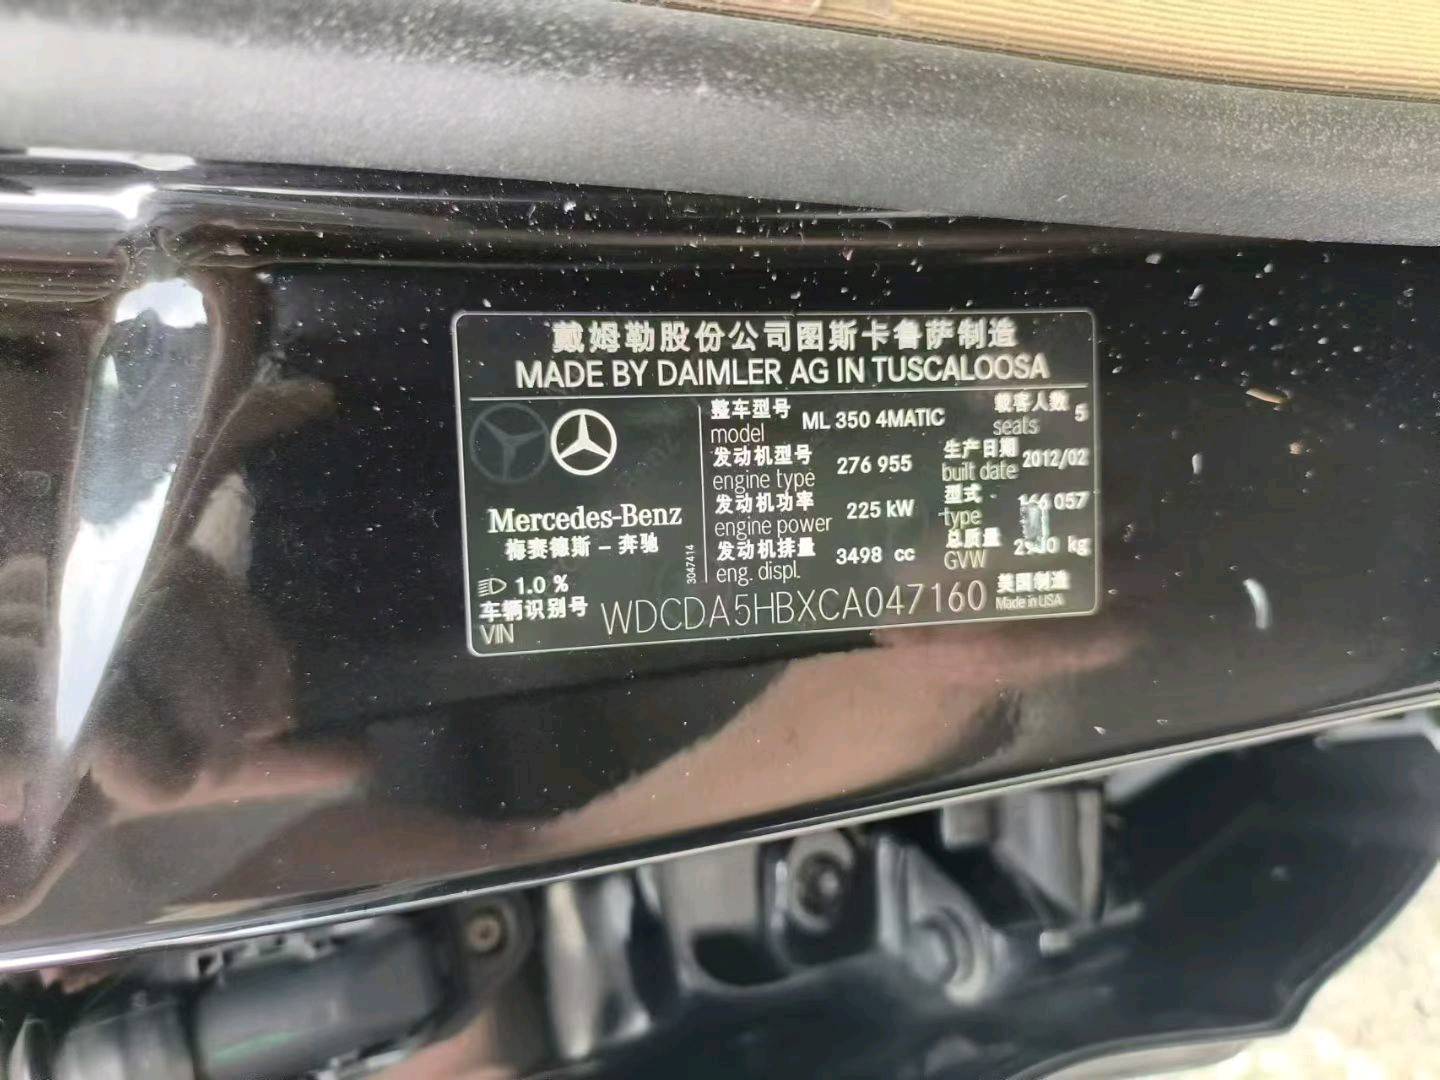 戴姆勒股份公司图斯卡鲁萨制造
MADE BY DAIMLER AG IN TUSCALOOSA
整车型号 model ML 350 4MATIC 载客人数 seats 5
发动机型号 engine type 276 955 生产日期 built date 2012/02
发动机功率 engine power 225 kW 型式 type 057
发动机排量 eng. displ. 3498 cc 总质量 GVW kg
Mercedes-Benz
梅赛德斯－奔驰
3047414
1.0 %
车辆识别号 VIN WDCDA5HBXCA047160 美国制造 Made in USA